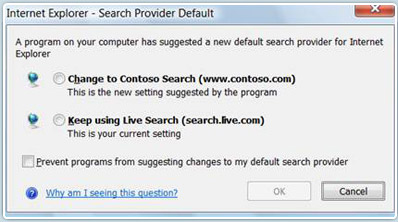 Internet Explorer - Search Provider Default
A program on your computer has suggested a new default search provider for Internet
Explorer
Change to Contoso Search (www.contoso.com)
This is the new setting suggested by the program
Keep using Live Search (search.live.com)
This is your current setting
Prevent programs from suggesting changes to my default search provider
Why am I seeing this question?
OK
Cancel